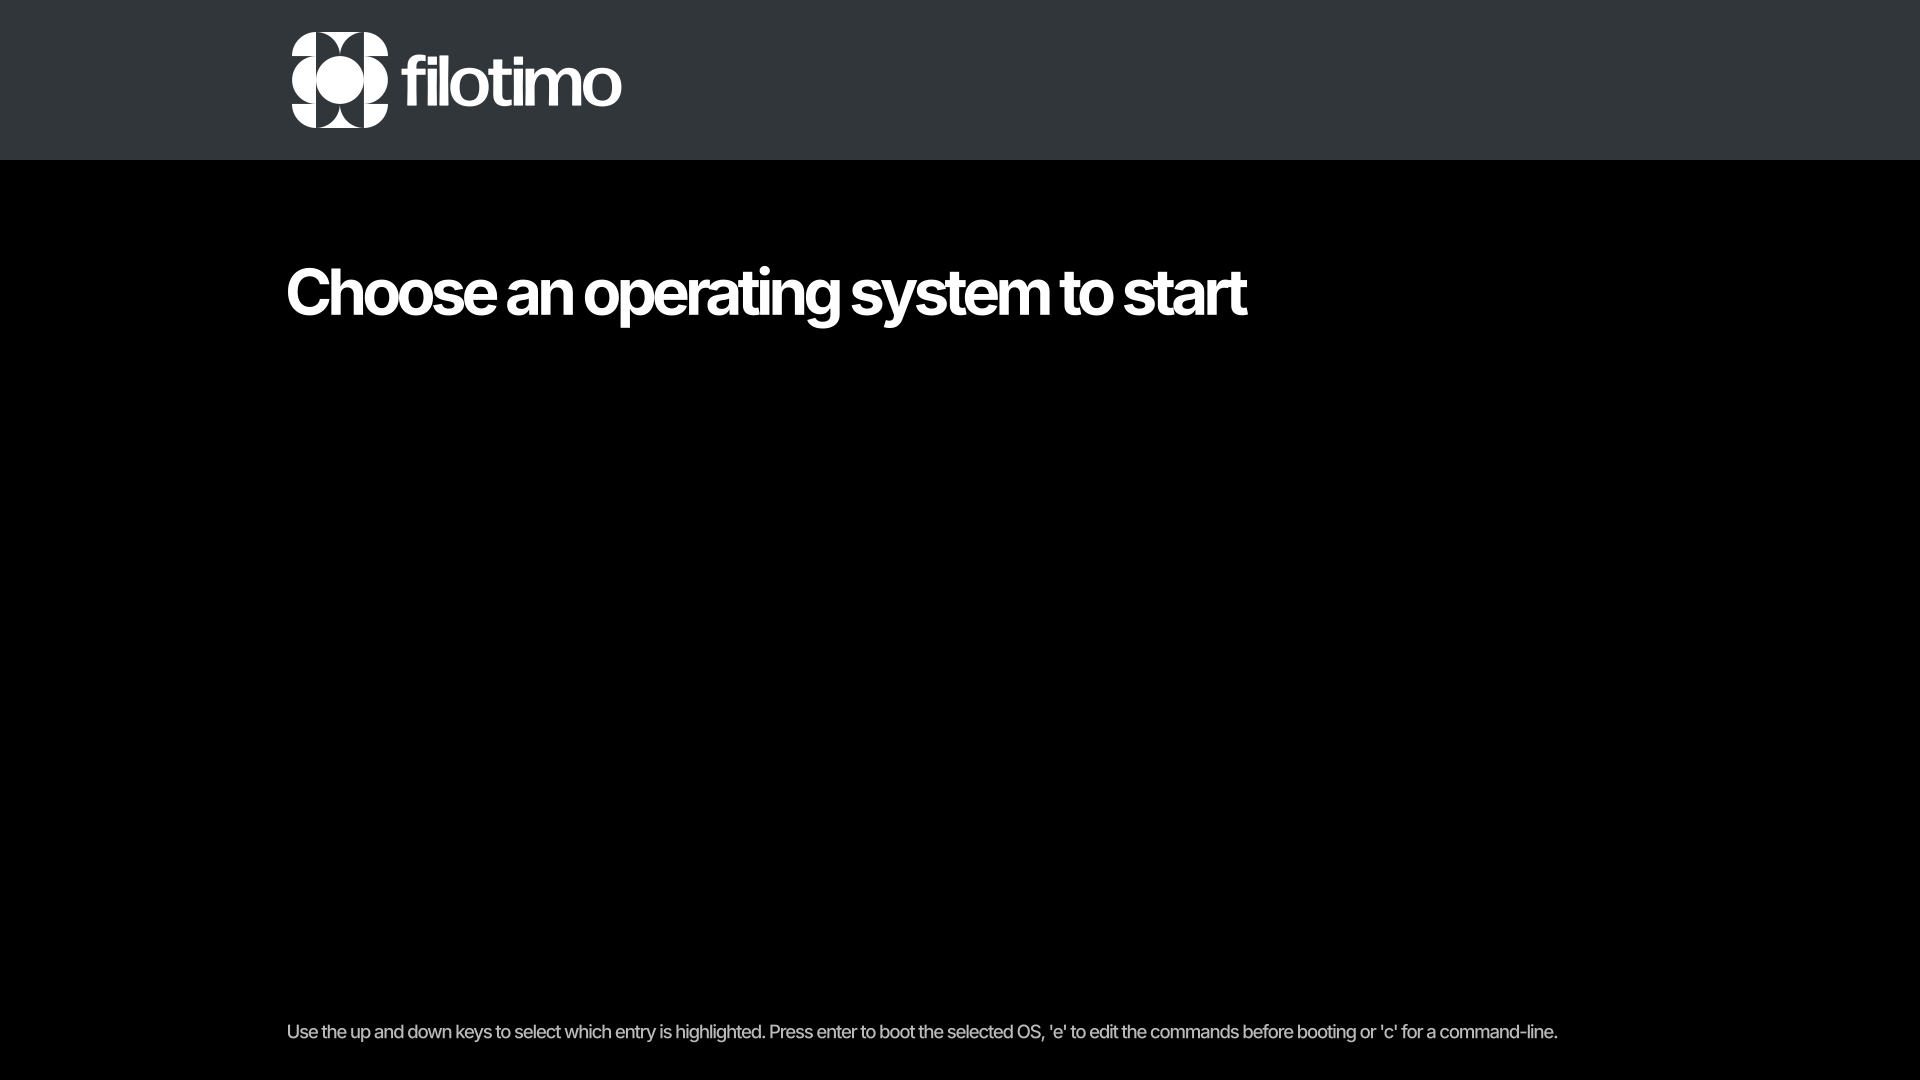 filotimo
Choose an operating system to start
Use the up and down keys to select which entry is highlighted. Press enter to boot the selected OS, 'e' to edit the commands before booting or 'c' for a command-line.